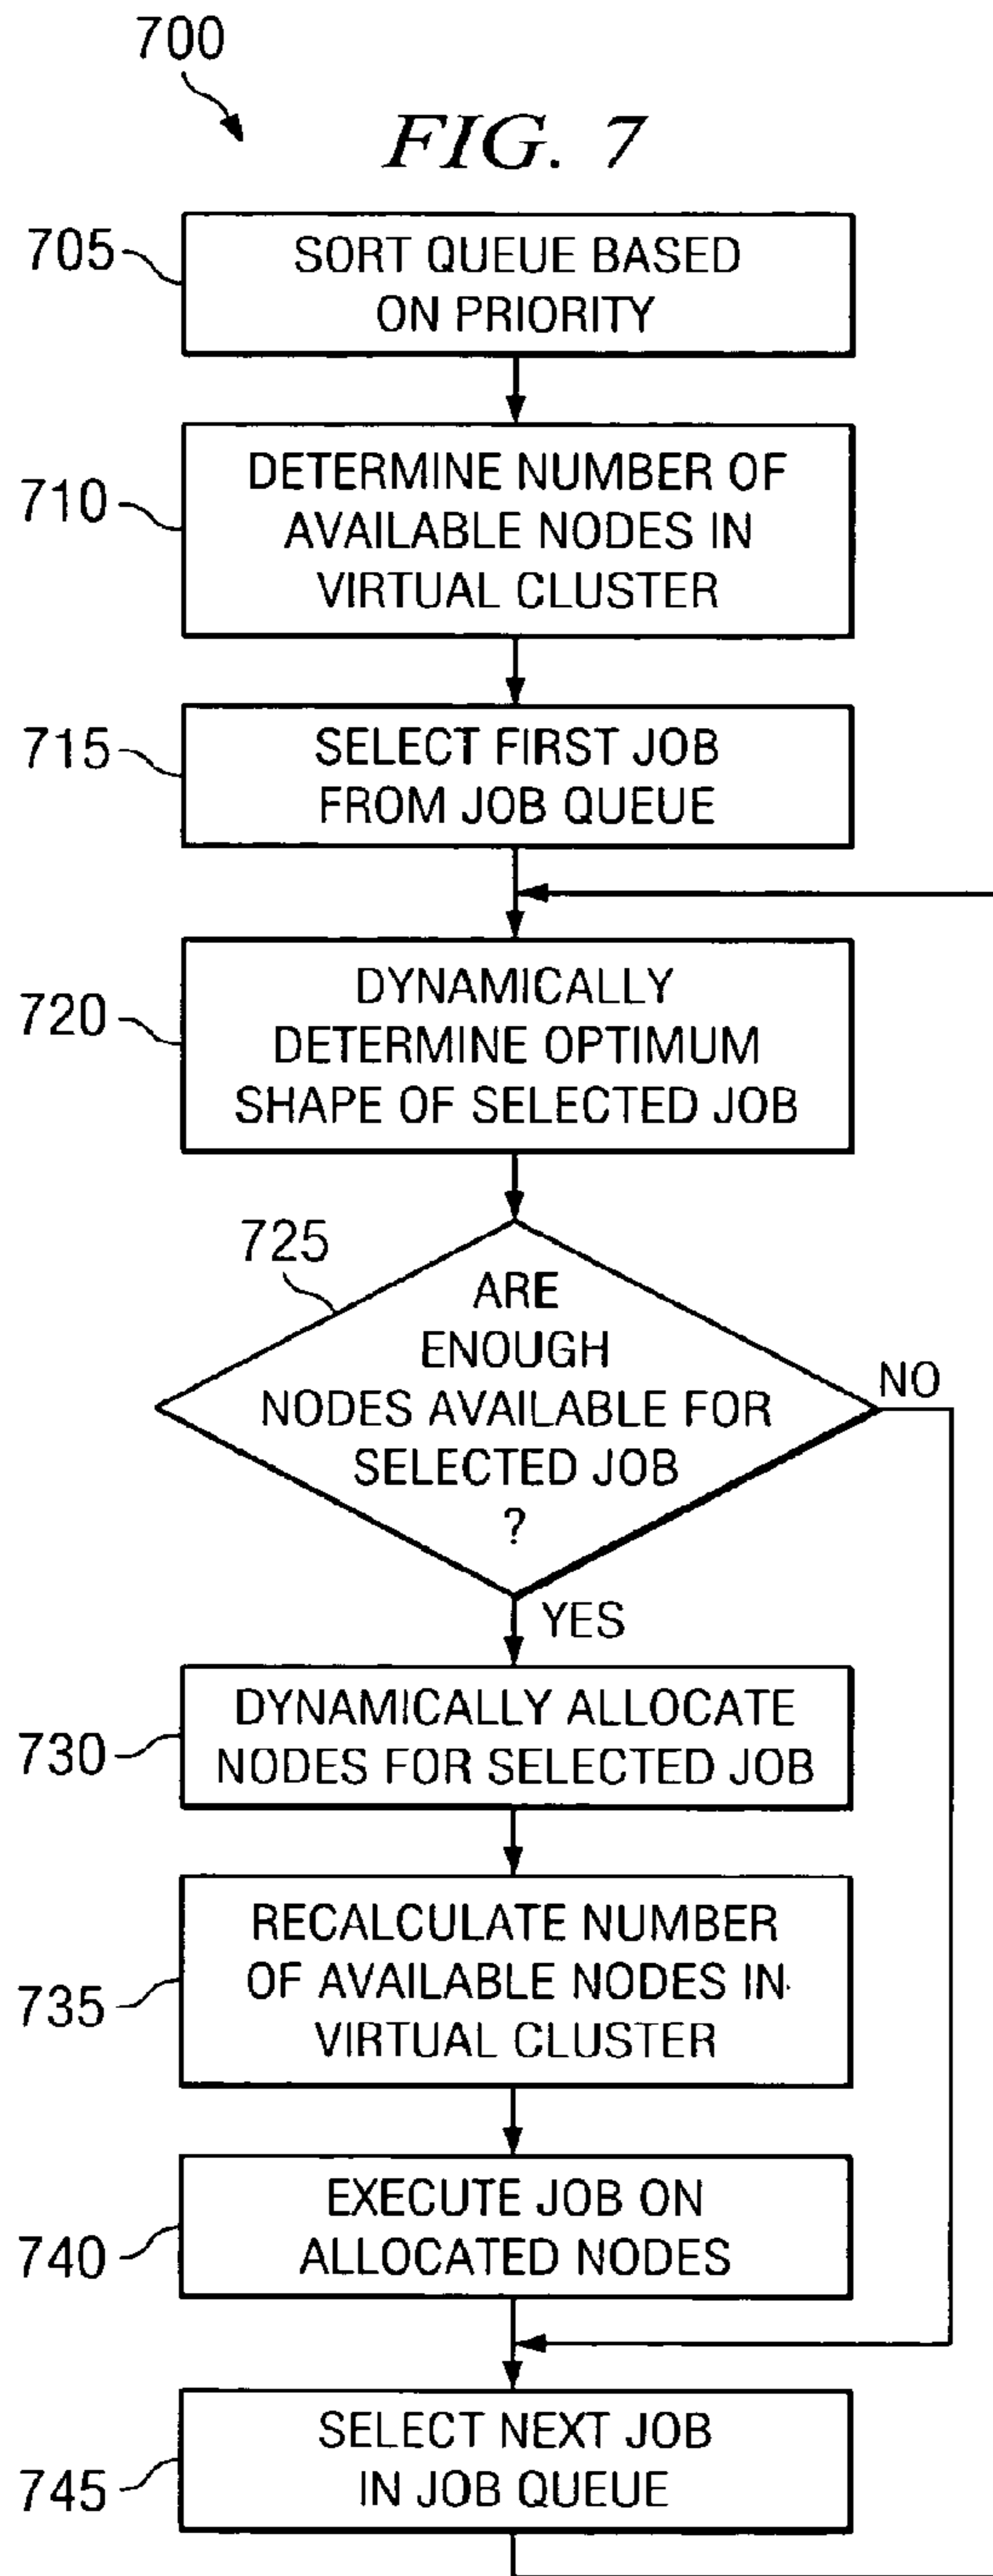 700
FIG. 7
705
SORT QUEUE BASED
ON PRIORITY
710
DETERMINE NUMBER OF
AVAILABLE NODES IN
VIRTUAL CLUSTER
715
SELECT FIRST JOB
FROM JOB QUEUE
720
DYNAMICALLY
DETERMINE OPTIMUM
SHAPE OF SELECTED JOB
725
ARE
ENOUGH
NODES AVAILABLE FOR
SELECTED JOB
?
NO
YES
730
DYNAMICALLY ALLOCATE
NODES FOR SELECTED JOB
735
RECALCULATE NUMBER
OF AVAILABLE NODES IN
VIRTUAL CLUSTER
740
EXECUTE JOB ON
ALLOCATED NODES
745
SELECT NEXT JOB
IN JOB QUEUE